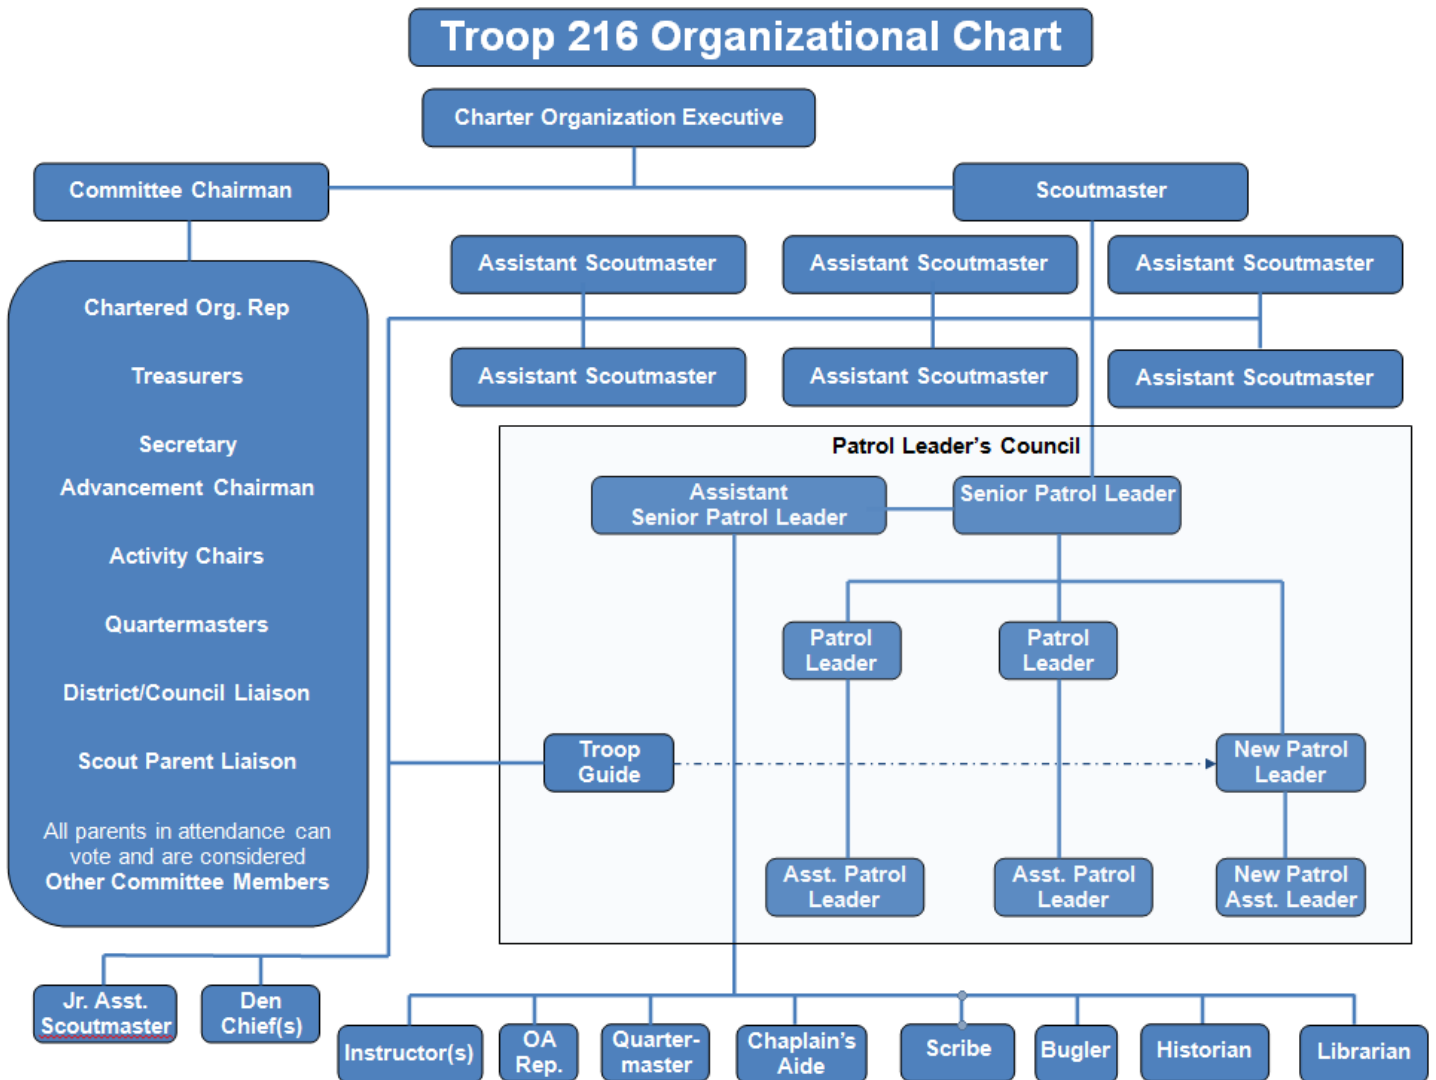 Troop 216 Organizational Chart
Charter Organization Executive
Committee Chairman
Scoutmaster
Assistant Scoutmaster
Assistant Scoutmaster
Assistant Scoutmaster
Assistant Scoutmaster
Assistant Scoutmaster
Assistant Scoutmaster
Chartered Org. Rep
Treasurers
Secretary
Advancement Chairman
Activity Chairs
Quartermasters
District/Council Liaison
Scout Parent Liaison
All parents in attendance can
vote and are considered
Other Committee Members
Patrol Leader’s Council
Assistant
Senior Patrol Leader
Senior Patrol Leader
Patrol
Leader
Patrol
Leader
Troop
Guide
New Patrol
Leader
Asst. Patrol
Leader
Asst. Patrol
Leader
New Patrol
Asst. Leader
Jr. Asst.
Scoutmaster
Den
Chief(s)
Instructor(s)
OA
Rep.
Quarter-
master
Chaplain’s
Aide
Scribe
Bugler
Historian
Librarian